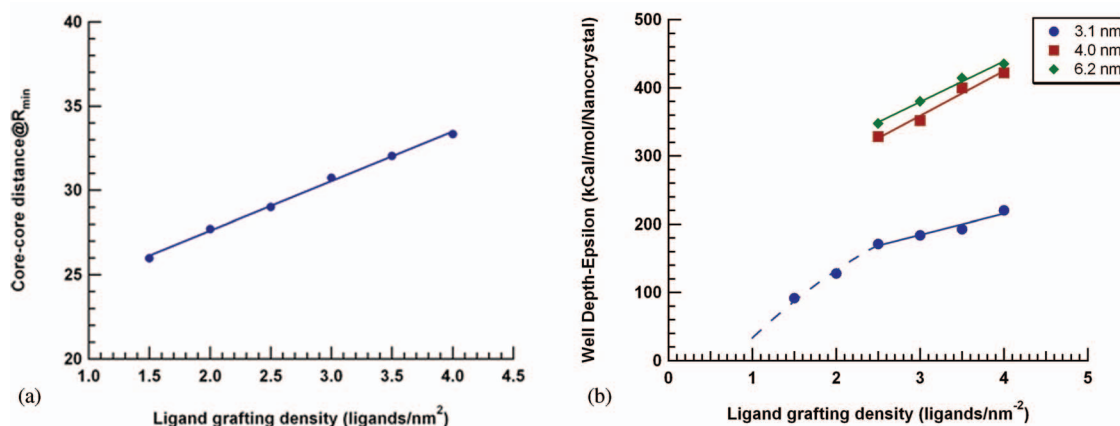 40
35
30
25
20
1.0 1.5 2.0 2.5 3.0 3.5 4.0 4.5
Core-core distance@Rmin
Ligand grafting density (ligands/nm²)
(a)
500
400
300
200
100
0
0 1 2 3 4 5
Well Depth-Epsilon (kCal/mol/Nanocrystal)
Ligand grafting density (ligands/nm⁻²)
(b)
3.1 nm
4.0 nm
6.2 nm